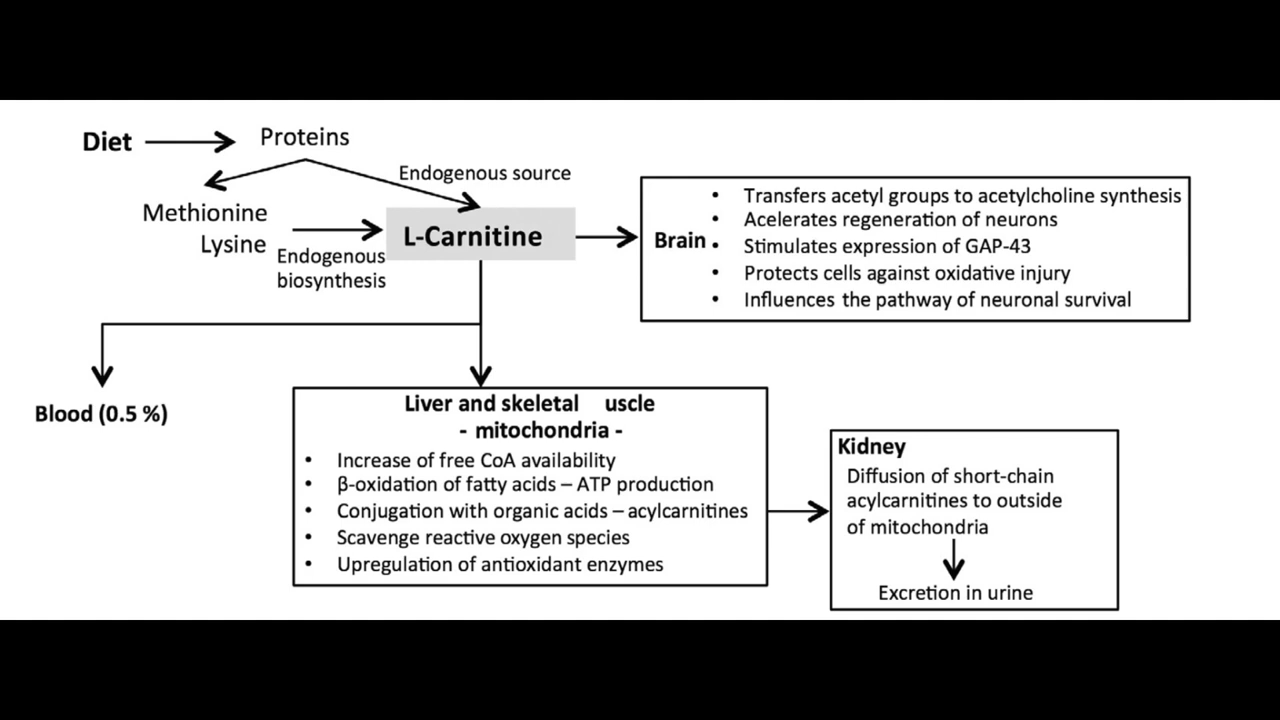 Diet
Proteins
Endogenous source
Methionine
Lysine
Endogenous
biosynthesis
L-Carnitine
Brain
• Transfers acetyl groups to acetylcholine synthesis
• Acelerates regeneration of neurons
• Stimulates expression of GAP-43
• Protects cells against oxidative injury
• Influences the pathway of neuronal survival
Blood (0.5 %)
Liver and skeletal uscle
- mitochondria -
• Increase of free CoA availability
• β-oxidation of fatty acids – ATP production
• Conjugation with organic acids – acylcarnitines
• Scavenge reactive oxygen species
• Upregulation of antioxidant enzymes
Kidney
Diffusion of short-chain
acylcarnitines to outside
of mitochondria
Excretion in urine